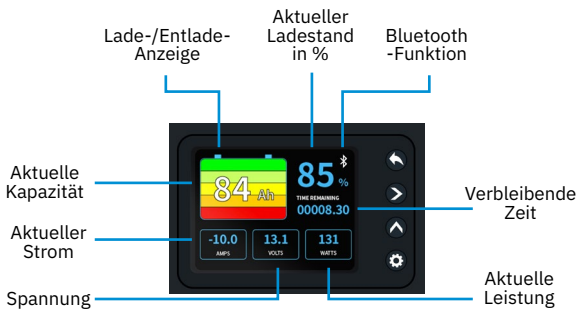 Aktueller
Ladestand
in %
Lade-/Entlade-
Anzeige
Bluetooth
-Funktion
Aktuelle
Kapazität
84 Ah
85 %
TIME REMAINING
00008.30
Verbleibende
Zeit
Aktueller
Strom
-10.0
AMPS
13.1
VOLTS
131
WATTS
Spannung
Aktuelle
Leistung